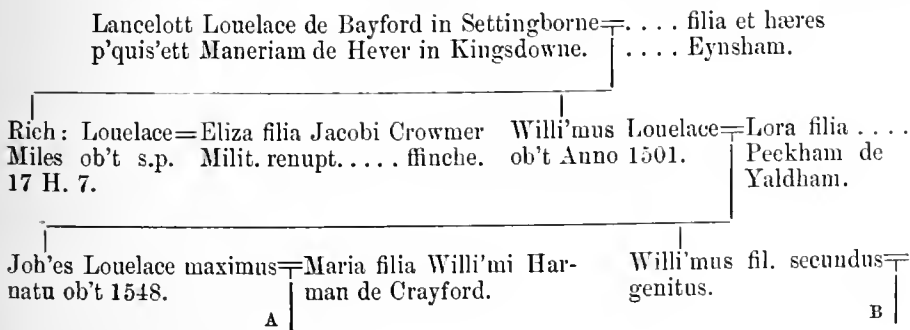 Lancelott Louelace de Bayford in Settingborne=. . . . filia et hæres
p'quis'ett Maneriam de Hever in Kingsdowne. . . . . Eynsham.
Rich: Louelace=Eliza filia Jacobi Crowmer
Miles ob't s.p. Milit. renupt..... ffinche.
17 H. 7.
Willi'mus Louelace=Lora filia . . . .
ob't Anno 1501. Peckham de
Yaldham.
Joh'es Louelace maximus=Maria filia Willi'mi Har-
natu ob't 1548. man de Crayford.
A
Willi'mus fil. secundus=
genitus.
B